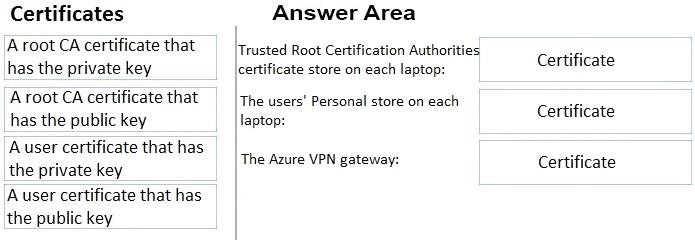 Certificates
A root CA certificate that
has the private key
A root CA certificate that
has the public key
A user certificate that has
the private key
A user certificate that has
the public key
Answer Area
Trusted Root Certification Authorities
certificate store on each laptop:
Certificate
The users' Personal store on each
laptop:
Certificate
The Azure VPN gateway:
Certificate